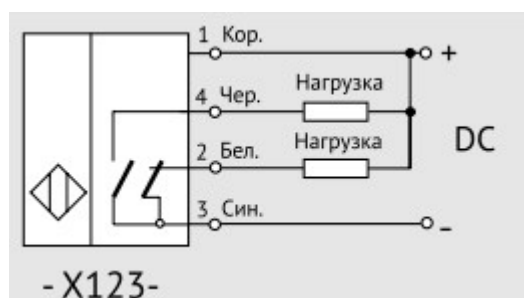 1 Кор.
+
4 Чер.
Нагрузка
2 Бел.
Нагрузка
DC
3 Син.
-
- X123-